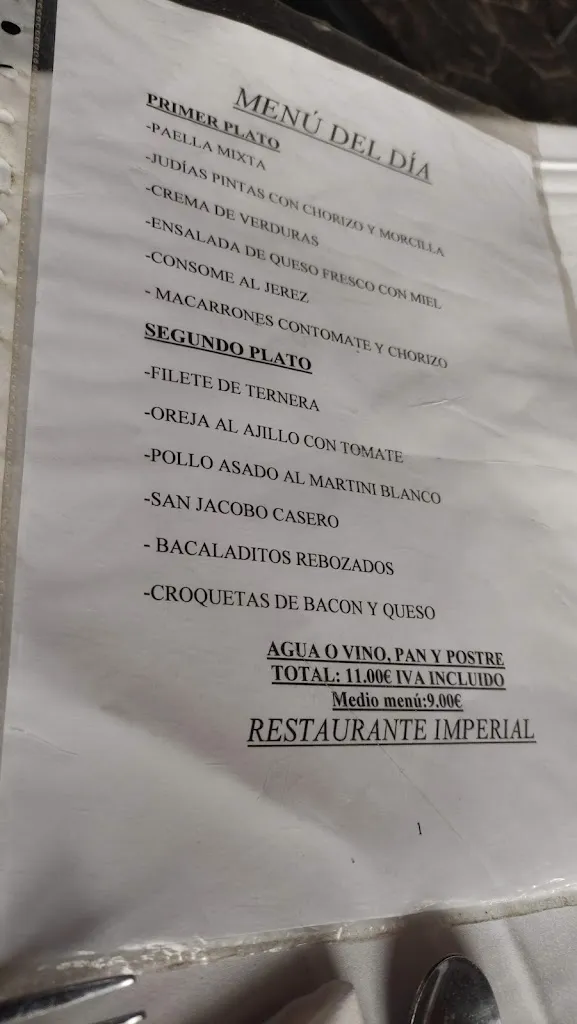 MENÚ DEL DÍA
PRIMER PLATO
-PAELLA MIXTA
-JUDÍAS PINTAS CON CHORIZO Y MORCILLA
-CREMA DE VERDURAS
-ENSALADA DE QUESO FRESCO CON MIEL
-CONSOME AL JEREZ
- MACARRONES CONTOMATE Y CHORIZO
SEGUNDO PLATO
-FILETE DE TERNERA
-OREJA AL AJILLO CON TOMATE
-POLLO ASADO AL MARTINI BLANCO
-SAN JACOBO CASERO
- BACALADITOS REBOZADOS
-CROQUETAS DE BACON Y QUESO
AGUA O VINO, PAN Y POSTRE
TOTAL: 11.00€ IVA INCLUIDO
Medio menú:9.00€
RESTAURANTE IMPERIAL
1